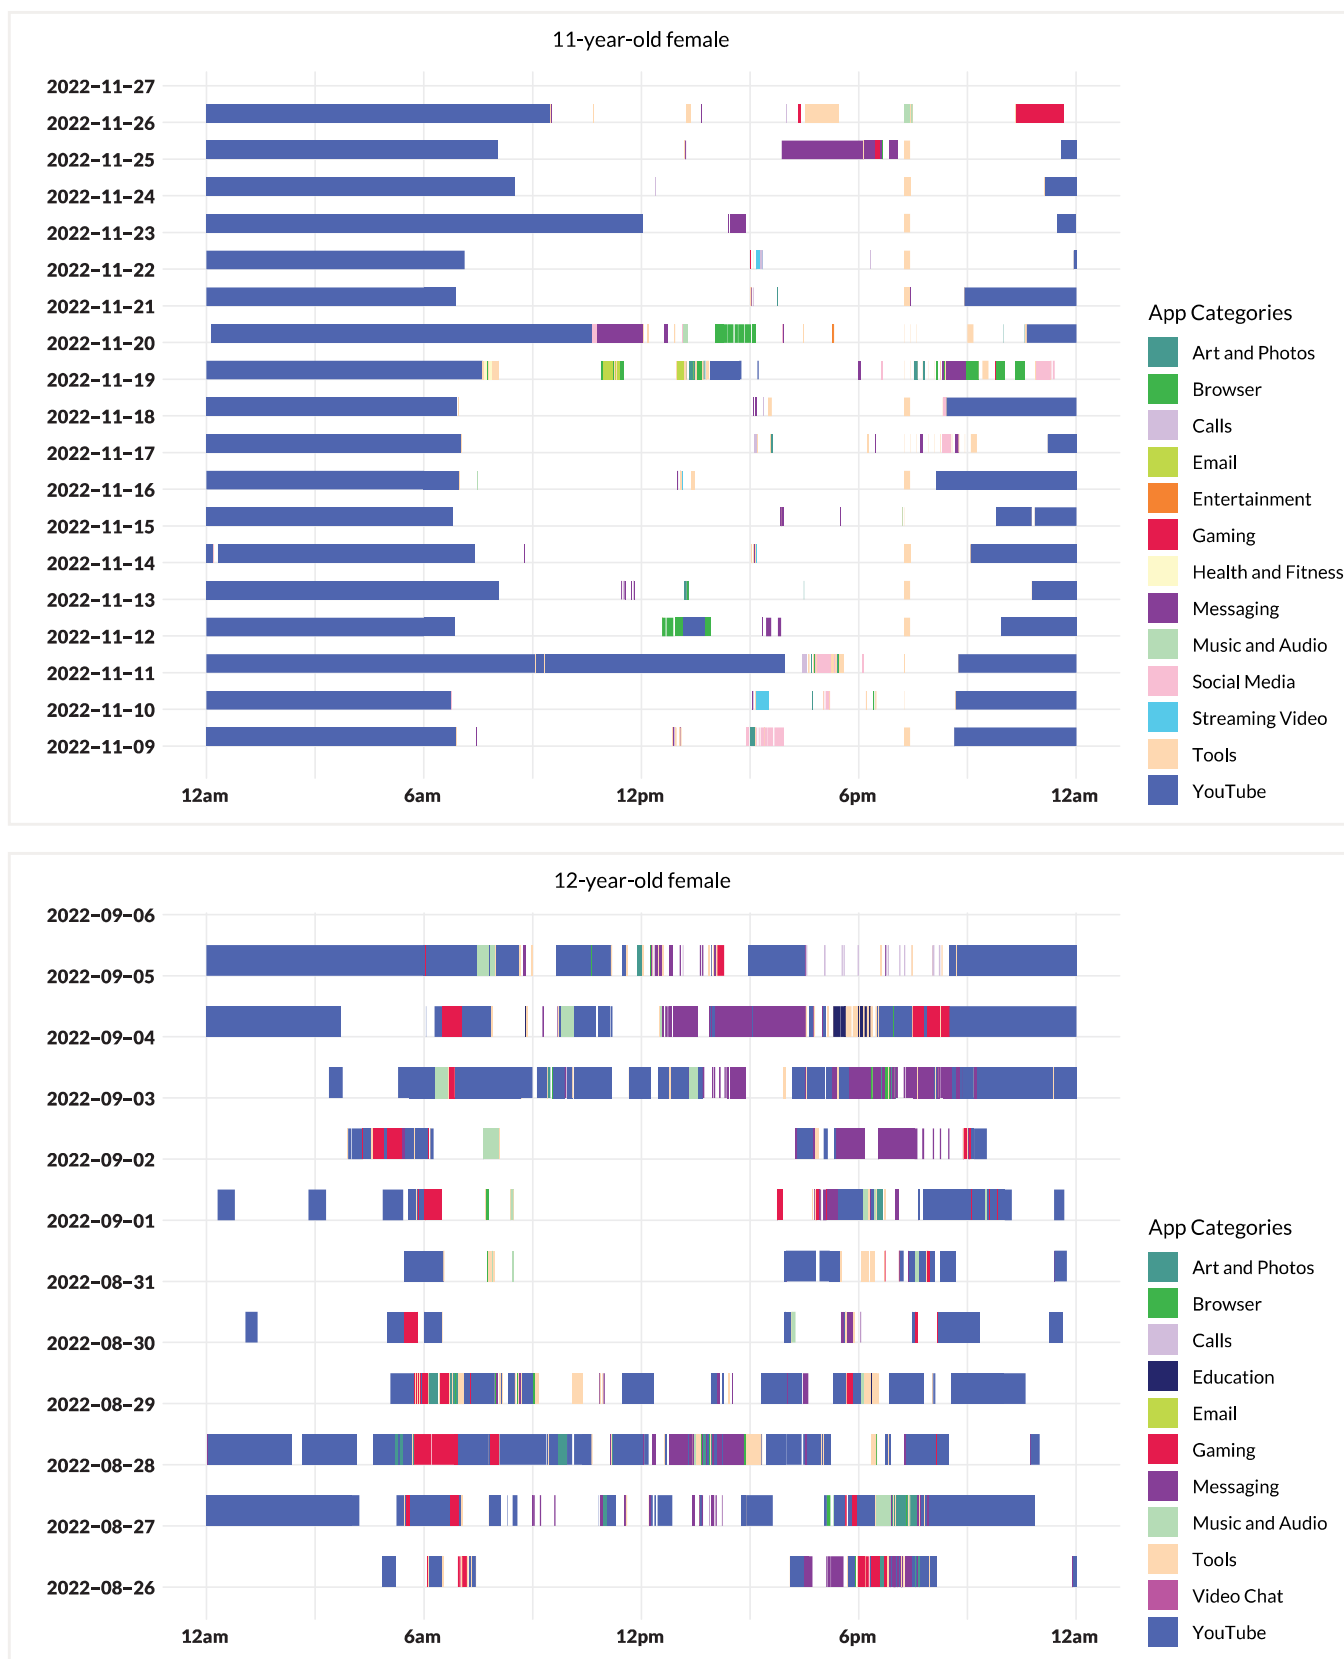 11-year-old female
2022-11-27
2022-11-26
2022-11-25
2022-11-24
2022-11-23
2022-11-22
2022-11-21
2022-11-20
2022-11-19
2022-11-18
2022-11-17
2022-11-16
2022-11-15
2022-11-14
2022-11-13
2022-11-12
2022-11-11
2022-11-10
2022-11-09
12am 6am 12pm 6pm 12am
App Categories
Art and Photos
Browser
Calls
Email
Entertainment
Gaming
Health and Fitness
Messaging
Music and Audio
Social Media
Streaming Video
Tools
YouTube
12-year-old female
2022-09-06
2022-09-05
2022-09-04
2022-09-03
2022-09-02
2022-09-01
2022-08-31
2022-08-30
2022-08-29
2022-08-28
2022-08-27
2022-08-26
12am 6am 12pm 6pm 12am
App Categories
Art and Photos
Browser
Calls
Education
Email
Gaming
Messaging
Music and Audio
Tools
Video Chat
YouTube